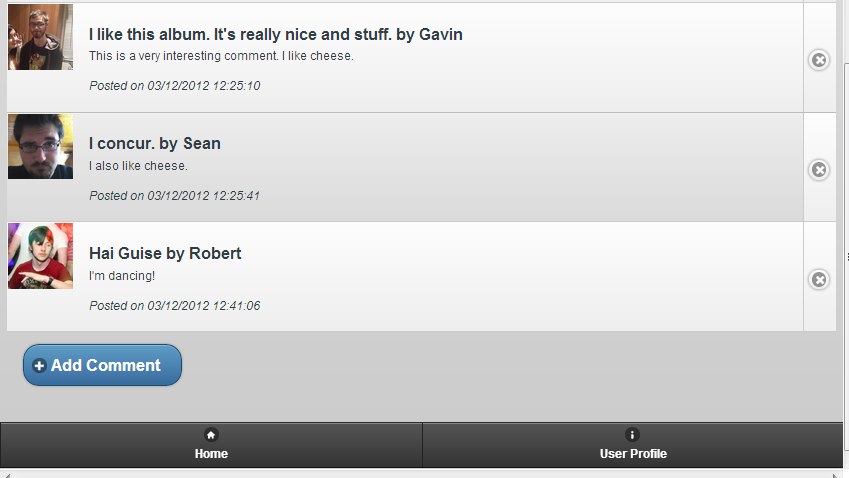 I like this album. It's really nice and stuff. by Gavin
This is a very interesting comment. I like cheese.
Posted on 03/12/2012 12:25:10
I concur. by Sean
I also like cheese.
Posted on 03/12/2012 12:25:41
Hai Guise by Robert
I'm dancing!
Posted on 03/12/2012 12:41:06
Add Comment
Home
User Profile